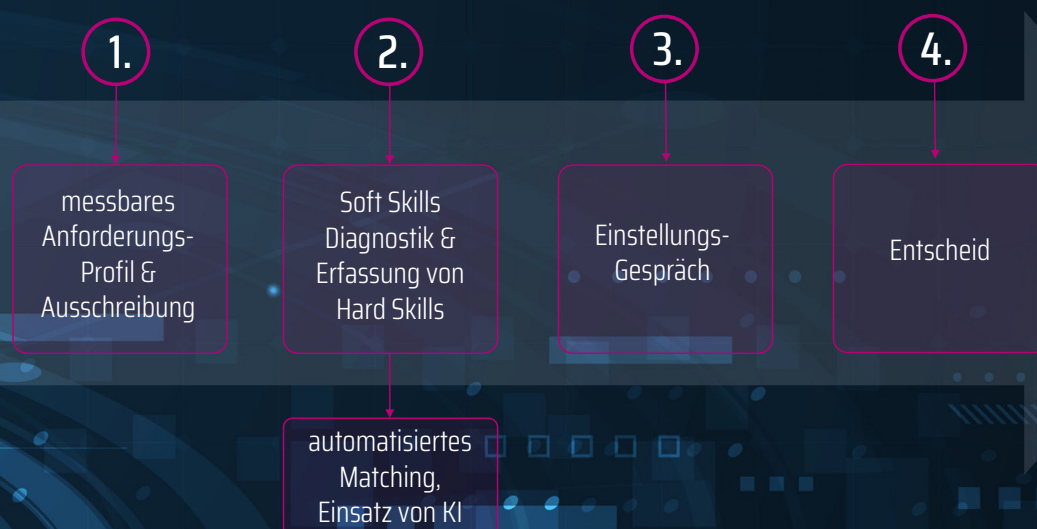 1.
messbares
Anforderungs-
Profil &
Ausschreibung
2.
Soft Skills
Diagnostik &
Erfassung von
Hard Skills
automatisiertes
Matching,
Einsatz von KI
3.
Einstellungs-
Gespräch
4.
Entscheid